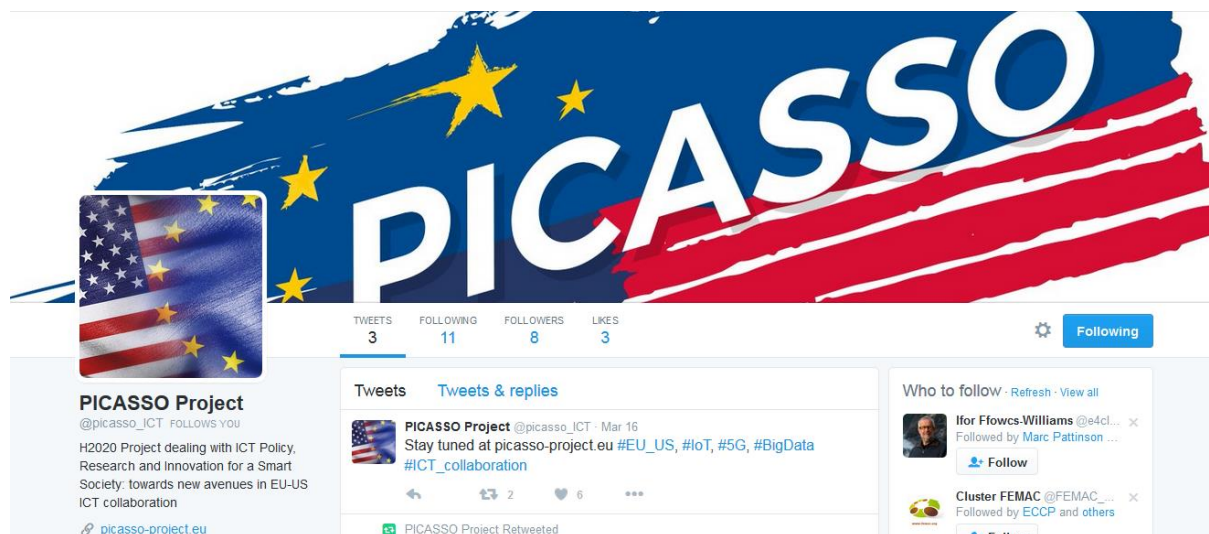 PICASSO
TWEETS FOLLOWING FOLLOWERS LIKES
3 11 8 3
Following
PICASSO Project
@picasso_ICT FOLLOWS YOU
H2020 Project dealing with ICT Policy,
Research and Innovation for a Smart
Society: towards new avenues in EU-US
ICT collaboration
picasso-project.eu
Tweets Tweets & replies
PICASSO Project @picasso_ICT · Mar 16
Stay tuned at picasso-project.eu #EU_US, #IoT, #5G, #BigData
#ICT_collaboration
2 6
PICASSO Project Retweeted
Who to follow · Refresh · View all
Ifor Ffowcs-Williams @e4cl...
Followed by Marc Pattinson ...
Follow
Cluster FEMAC @FEMAC_...
Followed by ECCP and others
Follow